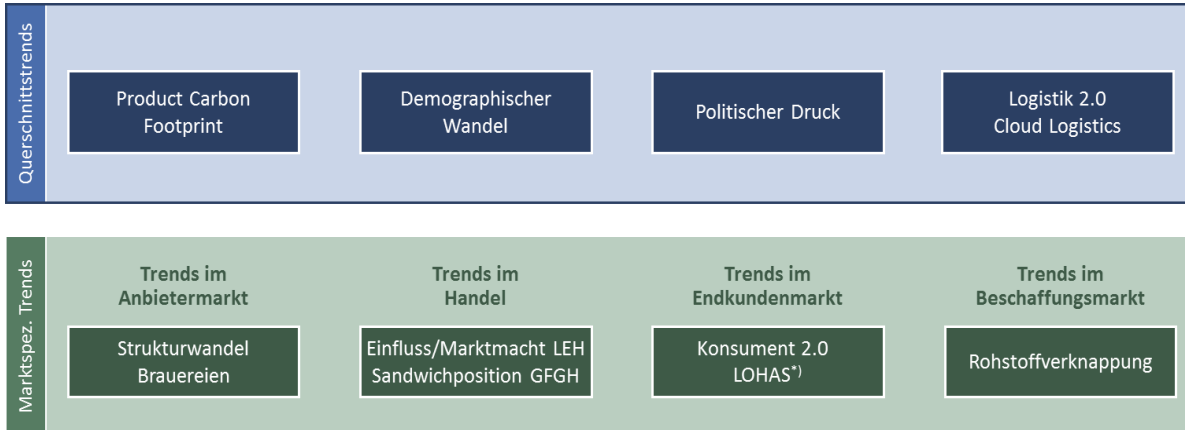 Querschnittstrends
Product Carbon
Footprint
Demographischer
Wandel
Politischer Druck
Logistik 2.0
Cloud Logistics
Marktspez. Trends
Trends im
Anbietermarkt
Strukturwandel
Brauereien
Trends im
Handel
Einfluss/Marktmacht LEH
Sandwichposition GFGH
Trends im
Endkundenmarkt
Konsument 2.0
LOHAS*)
Trends im
Beschaffungsmarkt
Rohstoffverknappung